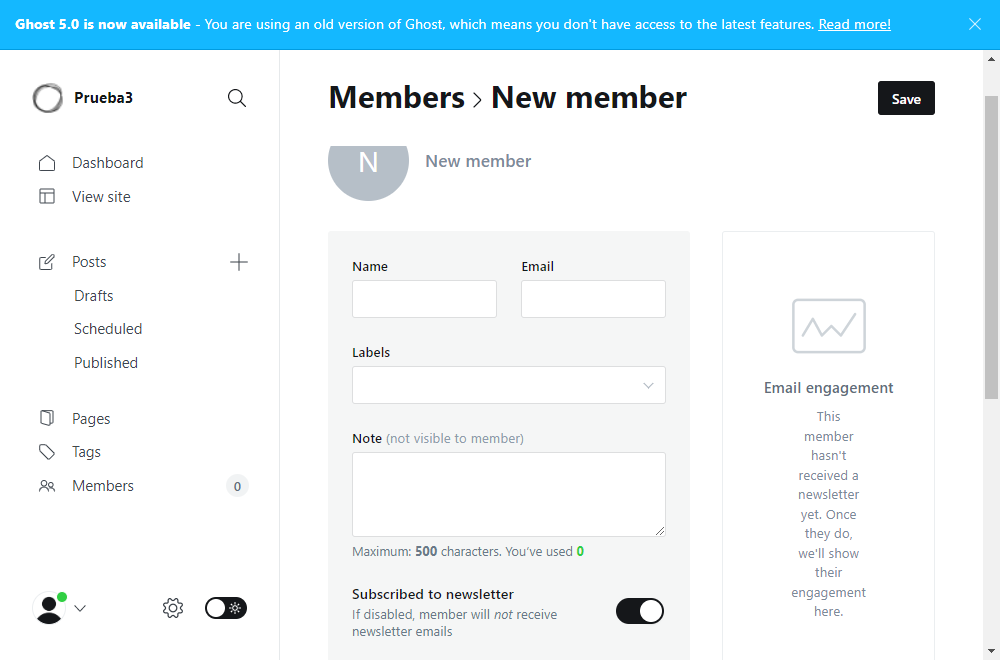 Ghost 5.0 is now available - You are using an old version of Ghost, which means you don't have access to the latest features. Read more!
Prueba3
Dashboard
View site
Posts
Drafts
Scheduled
Published
Pages
Tags
Members 0
Members > New member
Save
N
New member
Name
Email
Labels
Note (not visible to member)
Maximum: 500 characters. You've used 0
Subscribed to newsletter
If disabled, member will not receive
newsletter emails
Email engagement
This
member
hasn't
received a
newsletter
yet. Once
they do,
we'll show
their
engagement
here.